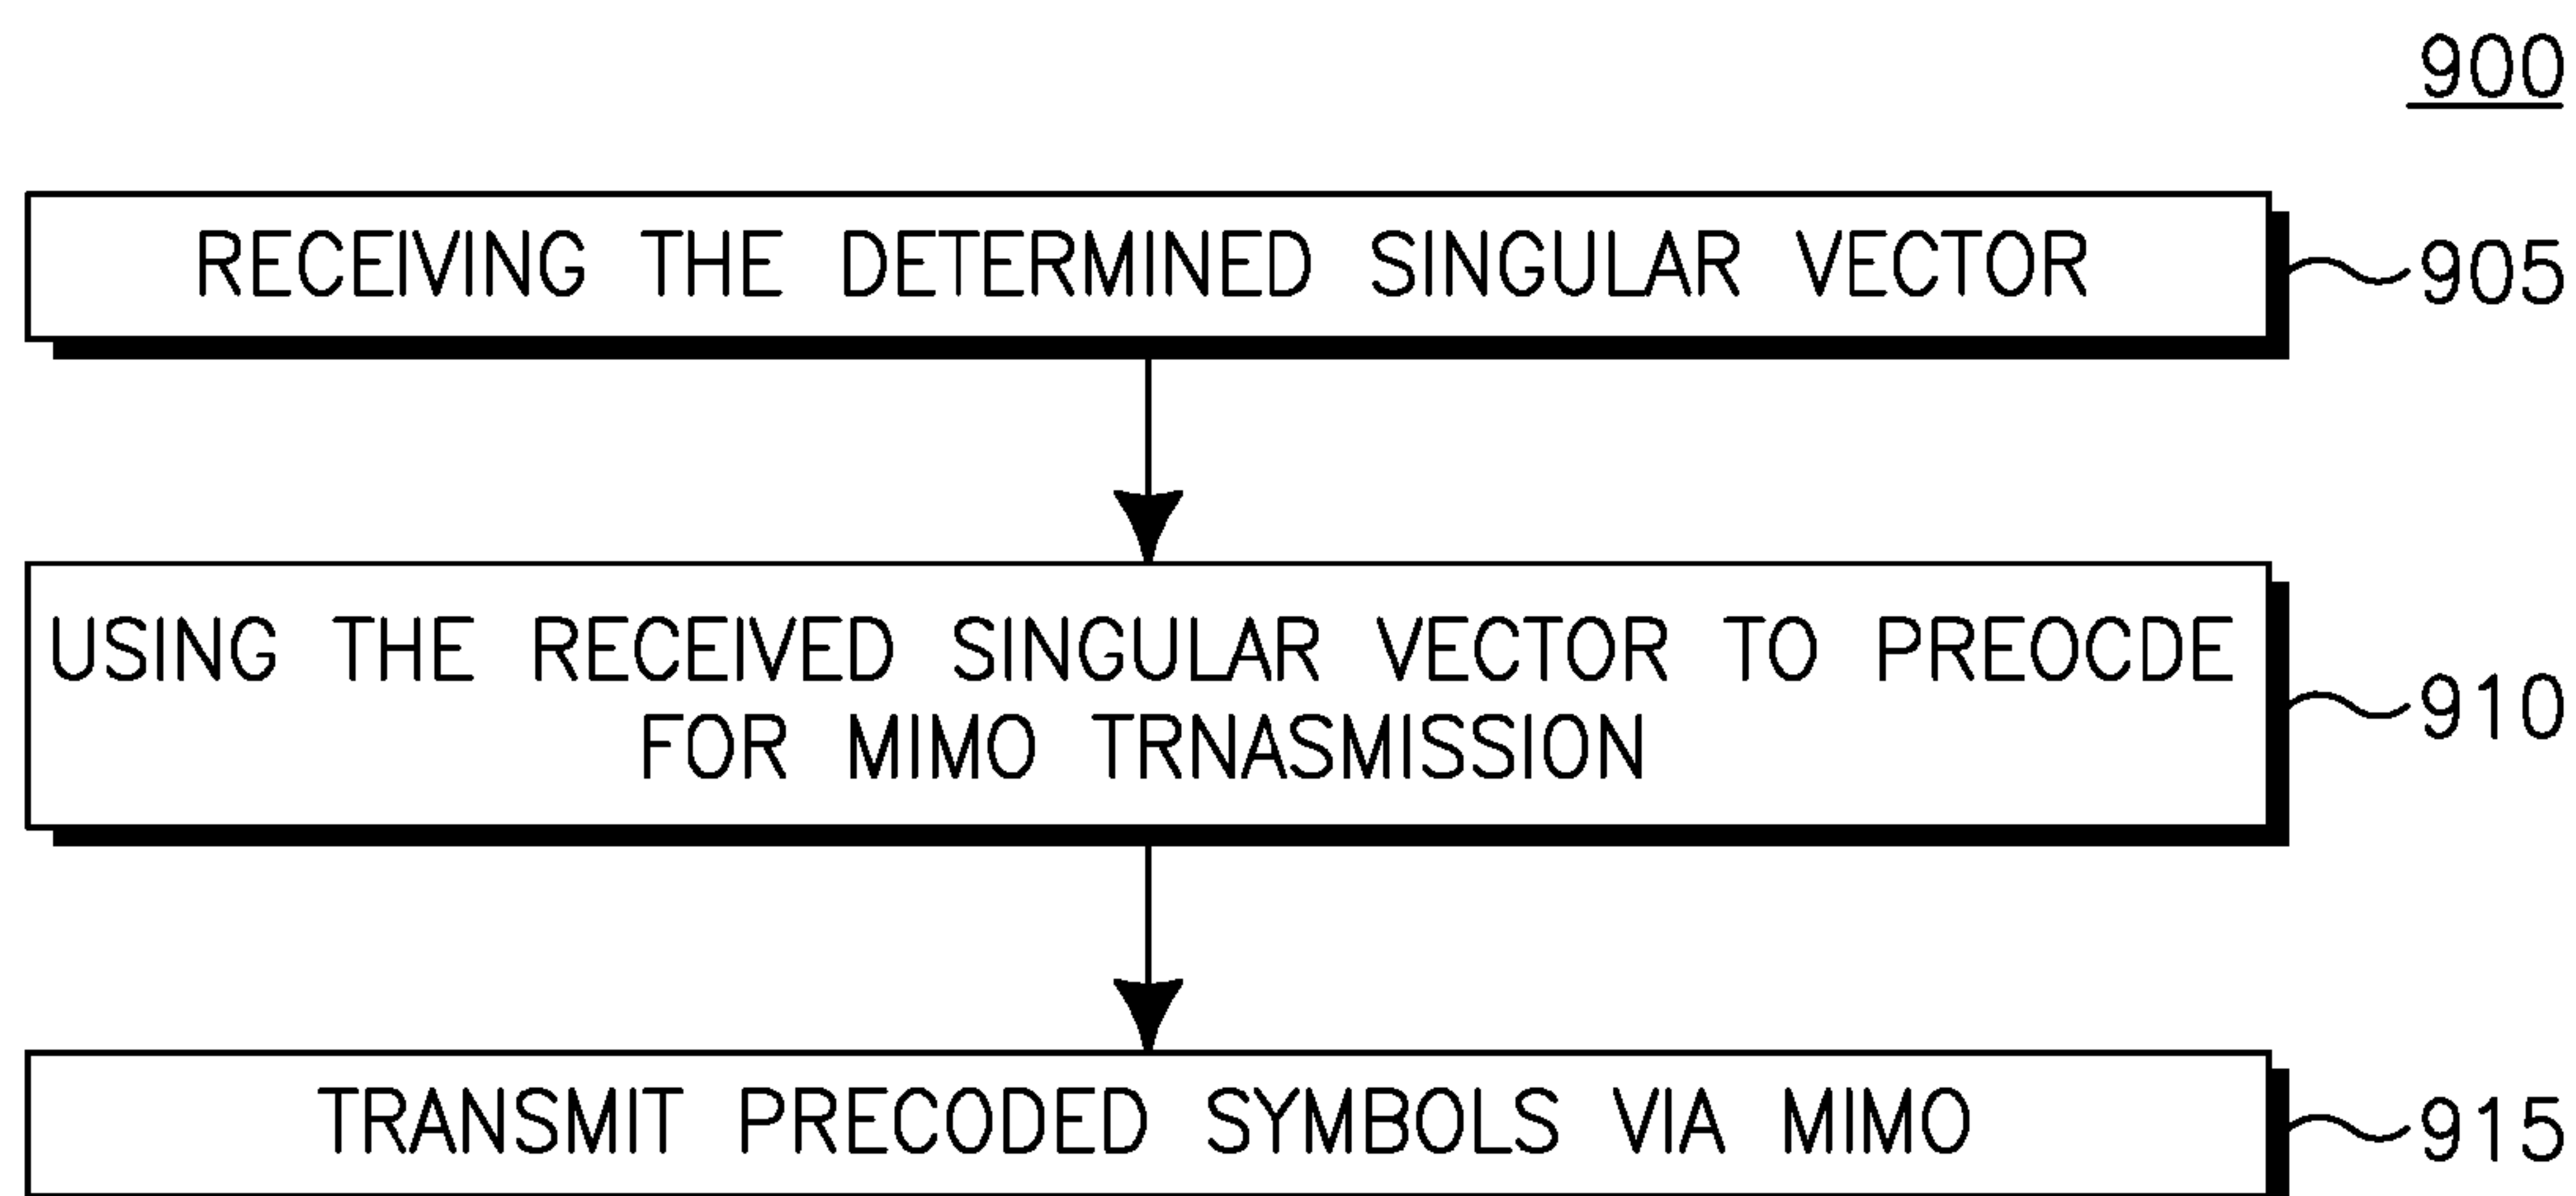 900
RECEIVING THE DETERMINED SINGULAR VECTOR
905
USING THE RECEIVED SINGULAR VECTOR TO PREOCDE
FOR MIMO TRNASMISSION
910
TRANSMIT PRECODED SYMBOLS VIA MIMO
915